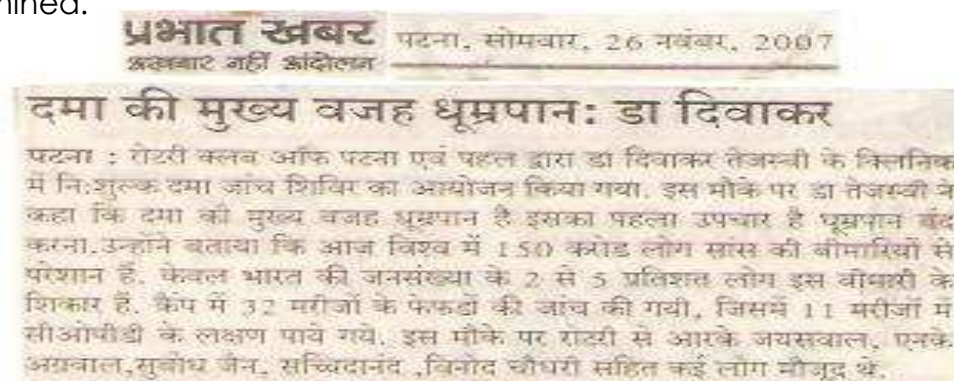 mined.
प्रभात खबर पटना, सोमवार, 26 नवंबर, 2007
अखबार नहीं आंदोलन
दमा की मुख्य वजह धूम्रपान: डा दिवाकर
पटना : रोटरी क्लब ऑफ पटना एवं पहल द्वारा डा दिवाकर तेजस्वी के क्लिनिक
में नि:शुल्क दमा जांच शिविर का आयोजन किया गया. इस मौके पर डा तेजस्वी ने
कहा कि दमा की मुख्य वजह धूम्रपान है इसका पहला उपचार है धूम्रपान बंद
करना.उन्होंने बताया कि आज विश्व में 150 करोड लोग सांस की बीमारियों से
परेशान हैं. केवल भारत की जनसंख्या के 2 से 5 प्रतिशत लोग इस बीमारी के
शिकार हैं. कैंप में 32 मरीजों के फेफडों की जांच की गयी, जिसमें 11 मरीजों में
सीओपीडी के लक्षण पाये गये. इस मौके पर रोटरी से आरके जयसवाल, एनके
अग्रवाल,सुबोध जैन, सच्चिदानंद ,विनोद चौधरी सहित कई लोग मौजूद थे.